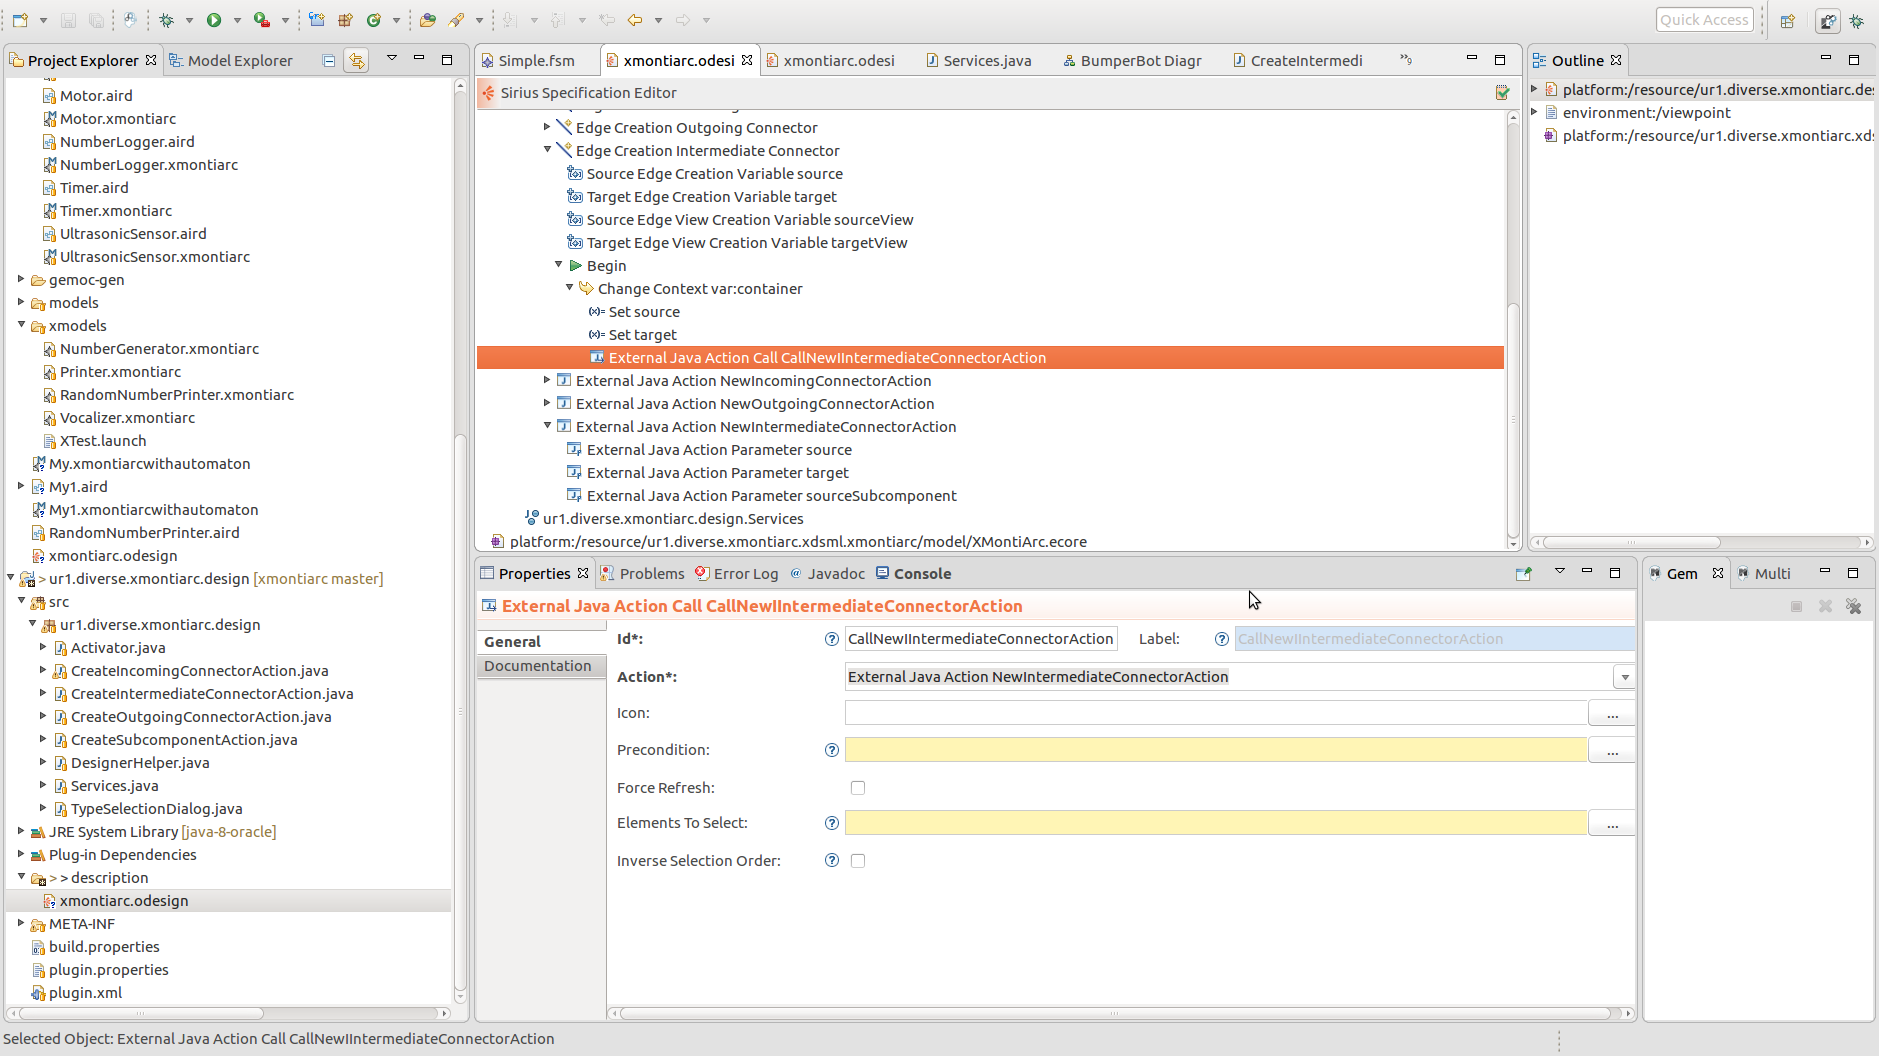 Quick Access
Project Explorer
Model Explorer
Motor.aird
Motor.xmontiarc
NumberLogger.aird
NumberLogger.xmontiarc
Timer.aird
Timer.xmontiarc
UltrasonicSensor.aird
UltrasonicSensor.xmontiarc
gemoc-gen
models
xmodels
NumberGenerator.xmontiarc
Printer.xmontiarc
RandomNumberPrinter.xmontiarc
Vocalizer.xmontiarc
XTest.launch
My.xmontiarcwithautomaton
My1.aird
My1.xmontiarcwithautomaton
RandomNumberPrinter.aird
xmontiarc.odesign
> ur1.diverse.xmontiarc.design [xmontiarc master]
src
ur1.diverse.xmontiarc.design
Activator.java
CreateIncomingConnectorAction.java
CreateIntermediateConnectorAction.java
CreateOutgoingConnectorAction.java
CreateSubcomponentAction.java
DesignerHelper.java
Services.java
TypeSelectionDialog.java
JRE System Library [java-8-oracle]
Plug-in Dependencies
> > description
xmontiarc.odesign
META-INF
build.properties
plugin.properties
plugin.xml
Simple.fsm
xmontiarc.odesi
xmontiarc.odesi
Services.java
BumperBot Diagr
CreateIntermedi
»9
Sirius Specification Editor
Edge Creation Outgoing Connector
Edge Creation Intermediate Connector
Source Edge Creation Variable source
Target Edge Creation Variable target
Source Edge View Creation Variable sourceView
Target Edge View Creation Variable targetView
Begin
Change Context var:container
Set source
Set target
External Java Action Call CallNewIIntermediateConnectorAction
External Java Action NewIncomingConnectorAction
External Java Action NewOutgoingConnectorAction
External Java Action NewIntermediateConnectorAction
External Java Action Parameter source
External Java Action Parameter target
External Java Action Parameter sourceSubcomponent
ur1.diverse.xmontiarc.design.Services
platform:/resource/ur1.diverse.xmontiarc.xdsml.xmontiarc/model/XMontiArc.ecore
Outline
platform:/resource/ur1.diverse.xmontiarc.de
environment:/viewpoint
platform:/resource/ur1.diverse.xmontiarc.xd
Properties
Problems
Error Log
@ Javadoc
Console
External Java Action Call CallNewIIntermediateConnectorAction
General
Documentation
Id*:
CallNewIIntermediateConnectorAction
Label:
CallNewIIntermediateConnectorAction
Action*:
External Java Action NewIntermediateConnectorAction
Icon:
...
Precondition:
...
Force Refresh:
Elements To Select:
...
Inverse Selection Order:
Gem
Multi
Selected Object: External Java Action Call CallNewIIntermediateConnectorAction